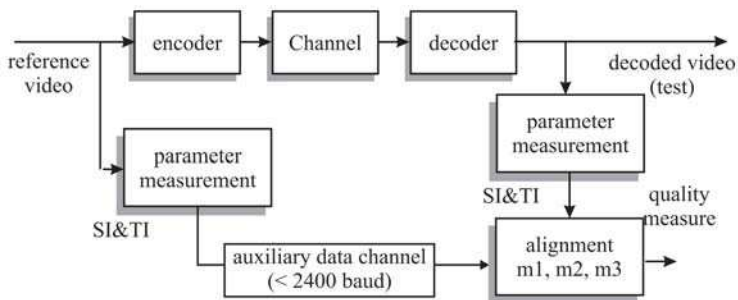 encoder
Channel
decoder
reference
video
decoded video
(test)
parameter
measurement
parameter
measurement
SI&TI
SI&TI
quality
measure
auxiliary data channel
(< 2400 baud)
alignment
m1, m2, m3